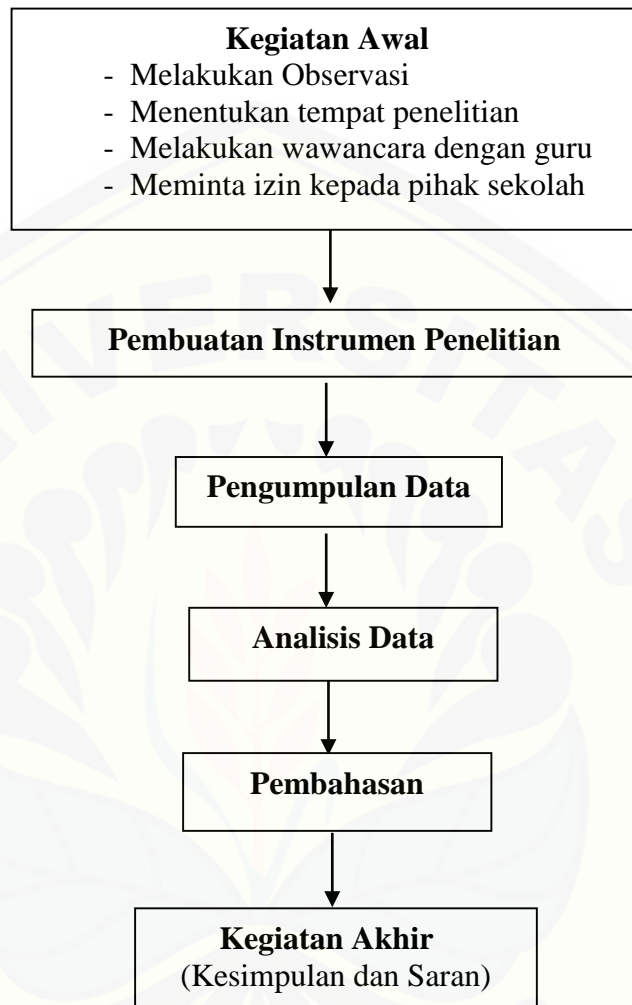 Kegiatan Awal
- Melakukan Observasi
- Menentukan tempat penelitian
- Melakukan wawancara dengan guru
- Meminta izin kepada pihak sekolah
UNIVERSITAS
Pembuatan Instrumen Penelitian
Pengumpulan Data
Analisis Data
Pembahasan
Kegiatan Akhir
(Kesimpulan dan Saran)